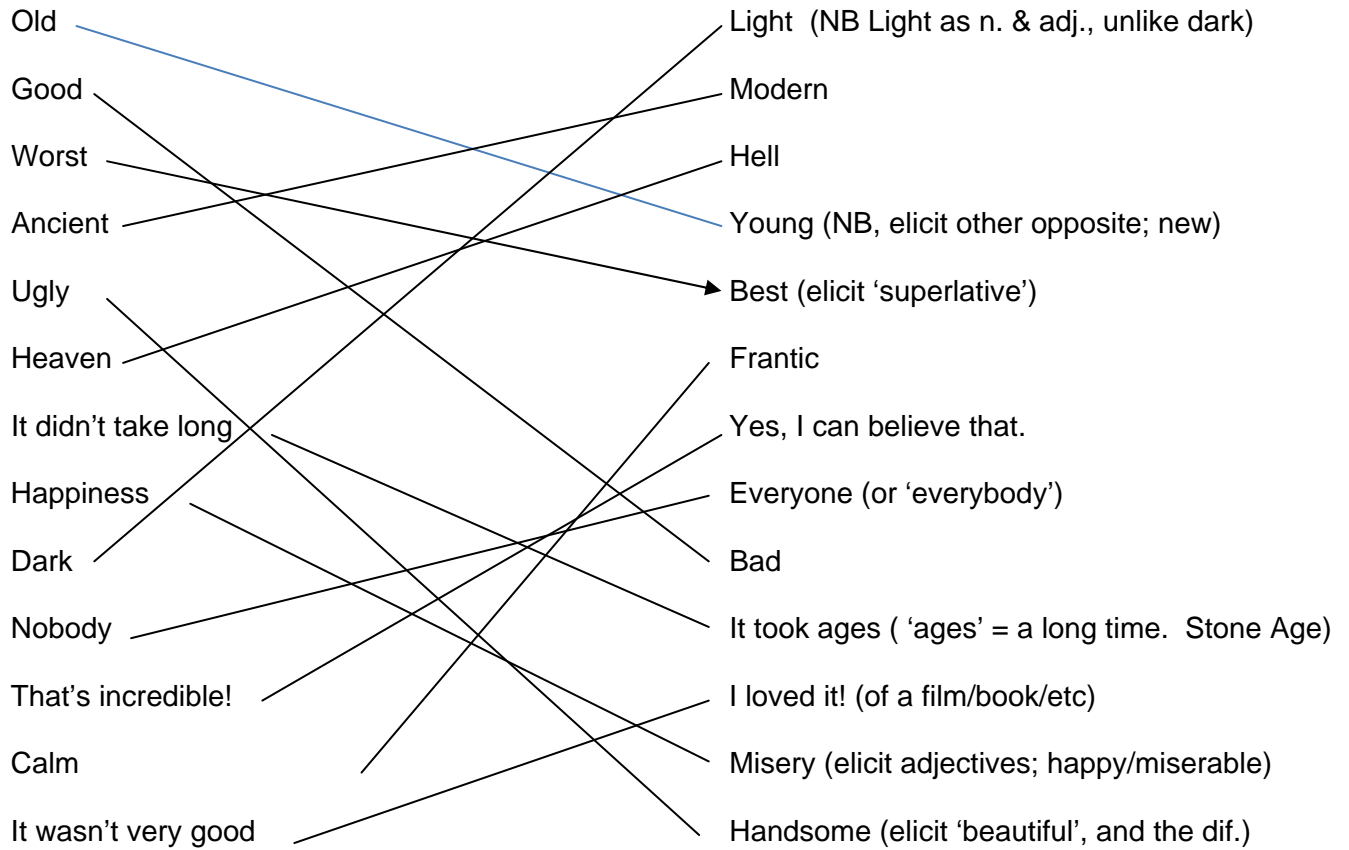 Old Light (NB Light as n. & adj., unlike dark)
Good Modern
Worst Hell
Ancient Young (NB, elicit other opposite; new)
Ugly Best (elicit ‘superlative’)
Heaven Frantic
It didn’t take long Yes, I can believe that.
Happiness Everyone (or ‘everybody’)
Dark Bad
Nobody It took ages ( ‘ages’ = a long time. Stone Age)
That’s incredible! I loved it! (of a film/book/etc)
Calm Misery (elicit adjectives; happy/miserable)
It wasn’t very good Handsome (elicit ‘beautiful’, and the dif.)